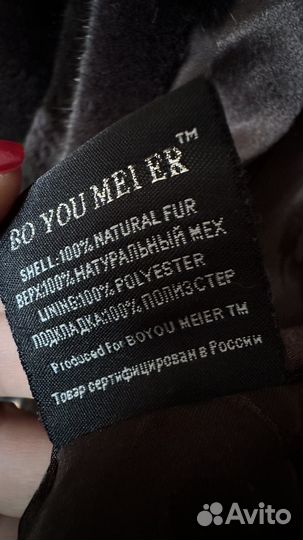 BO YOU MEI ER™
SHELL:100% NATURAL FUR
ВЕРХ:100% НАТУРАЛЬНЫЙ МЕХ
LINING:100% POLYESTER
ПОДКЛАДКА:100% ПОЛИЭСТЕР
Produced For BOYOU MEIER TM
Товар сертифицирован в России
Avito